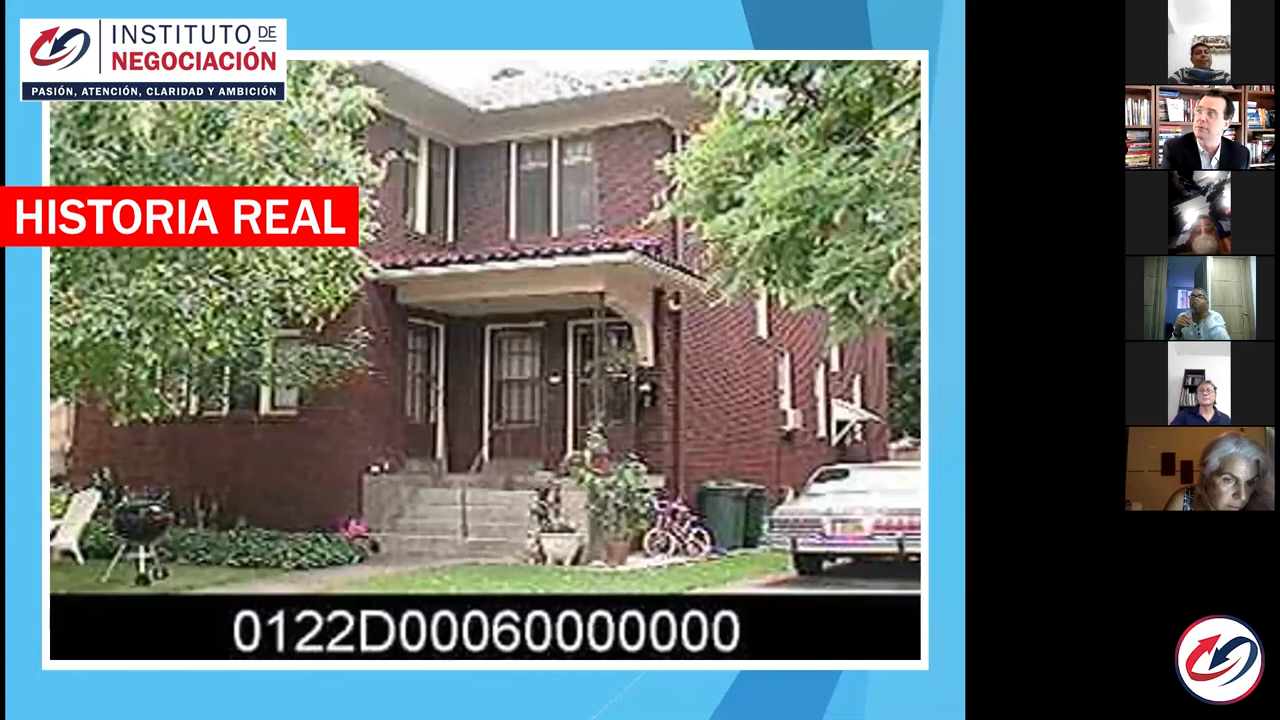 INSTITUTO DE
NEGOCIACIÓN
PASIÓN, ATENCIÓN, CLARIDAD Y AMBICIÓN
HISTORIA REAL
0122D00060000000